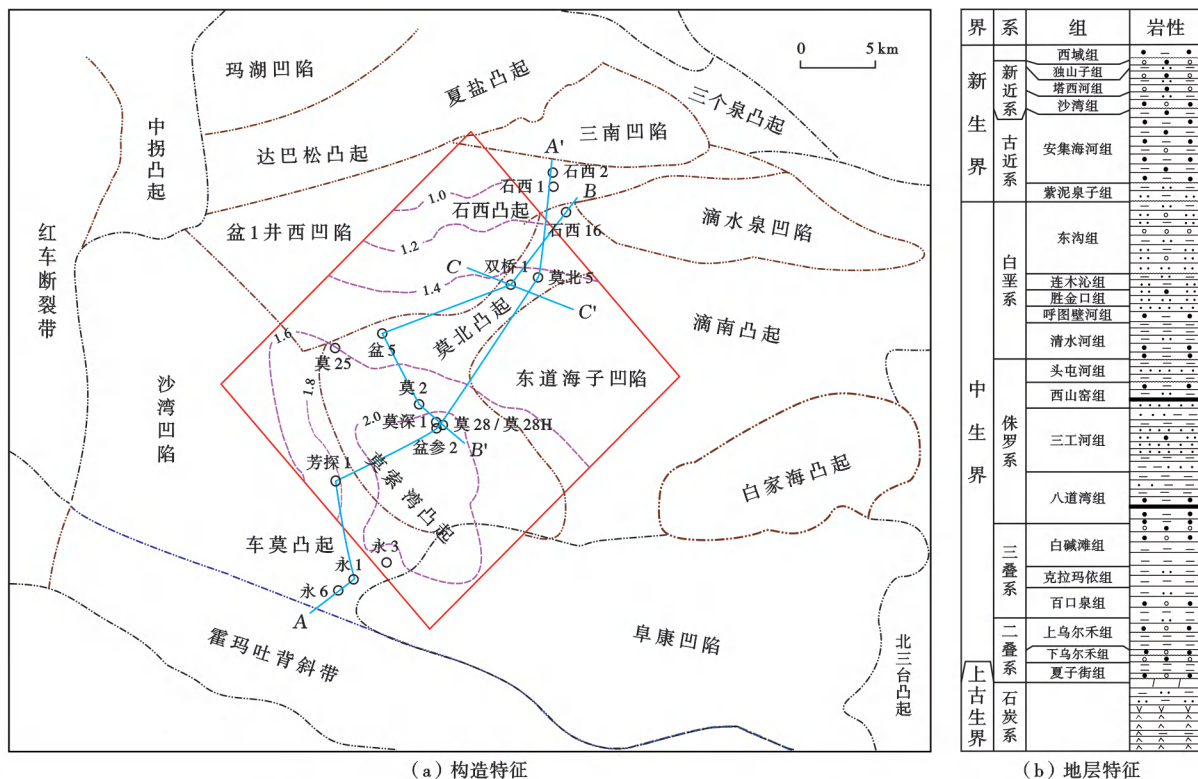 玛湖凹陷
夏盐凸起
三个泉凸起
0 5 km
中拐凸起
达巴松凸起
三南凹陷
A'
石西 2
石西 1
B
1.0
石西凸起
石西 16
滴水泉凹陷
红车断裂带
盆1井西凹陷
1.2
C
双桥 1
莫北 5
1.4
C'
莫北凸起
滴南凸起
1.6
莫 25
盆 5
1.8
莫 2
东道海子凹陷
沙湾凹陷
2.0
莫深 1
莫 28 / 莫 28H
盆参 2
B'
芳探 1
莫索湾凸起
白家海凸起
车莫凸起
永 3
永 1
永 6
A
霍玛吐背斜带
阜康凹陷
北三台凸起
(a) 构造特征
界 系 组 岩性
新生界
新近系
西域组
独山子组
塔西河组
沙湾组
古近系
安集海河组
紫泥泉子组
中生界
白垩系
东沟组
连木沁组
胜金口组
呼图壁河组
清水河组
侏罗系
头屯河组
西山窑组
三工河组
八道湾组
三叠系
白碱滩组
克拉玛依组
百口泉组
上古生界
二叠系
上乌尔禾组
下乌尔禾组
夏子街组
石炭系
(b) 地层特征